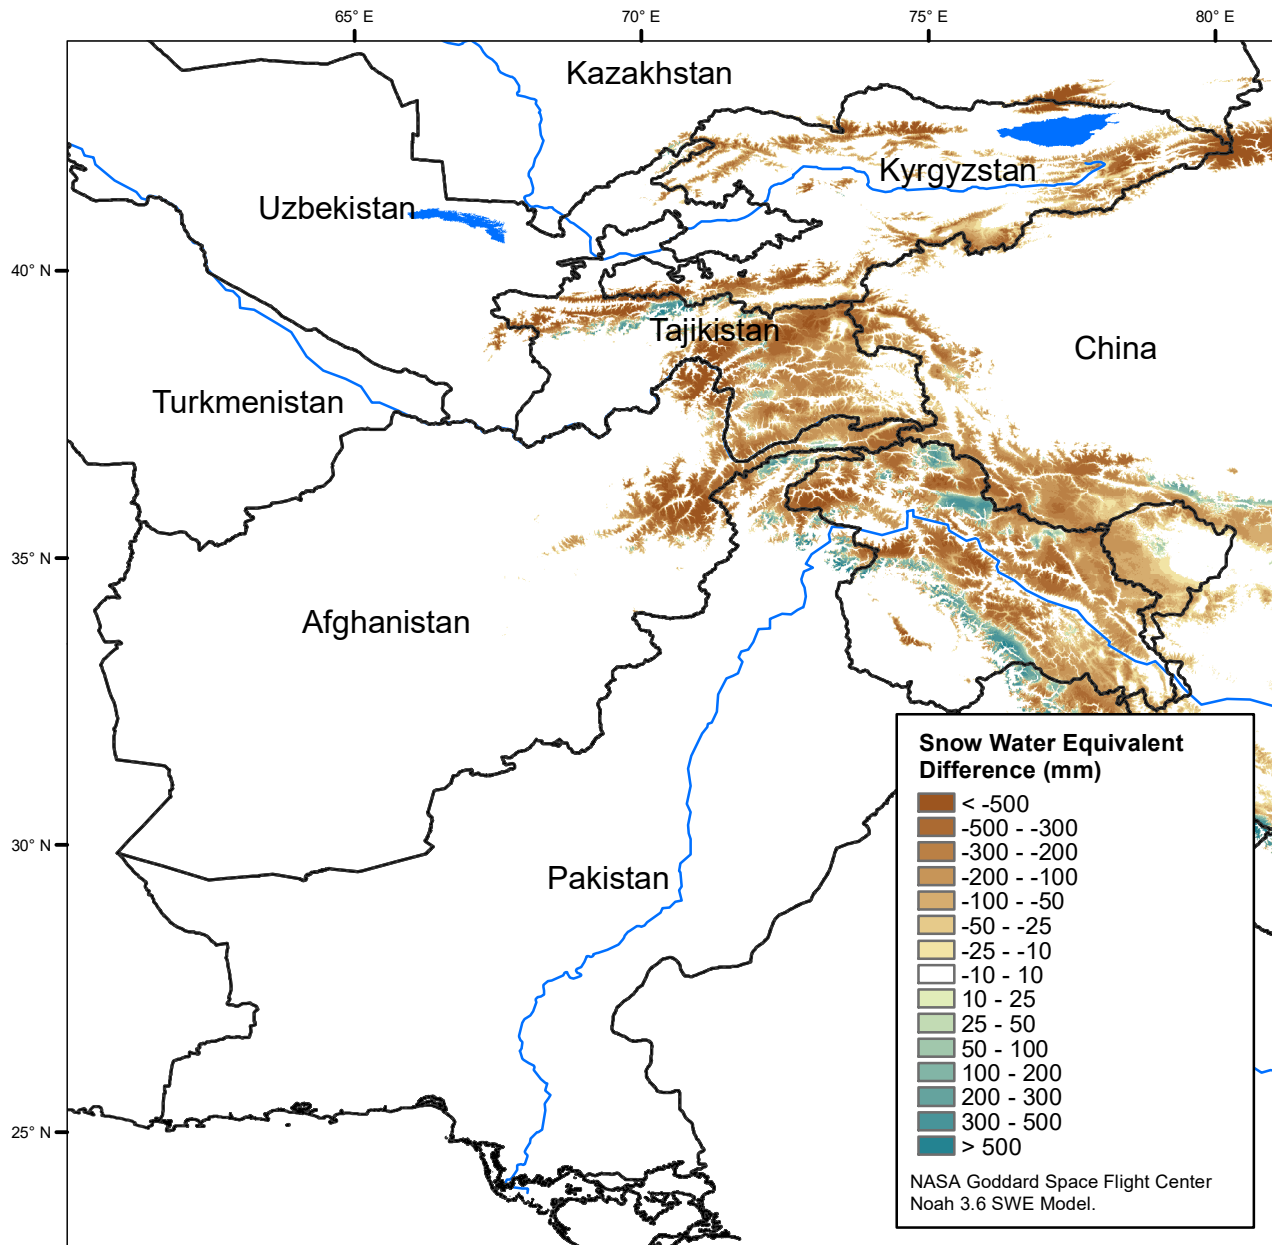 65° E
70° E
75° E
80° E
Kazakhstan
Kyrgyzstan
Uzbekistan
40° N
Tajikistan
China
Turkmenistan
35° N
Afghanistan
Snow Water Equivalent
Difference (mm)
< -500
-500 - -300
-300 - -200
-200 - -100
-100 - -50
-50 - -25
-25 - -10
-10 - 10
10 - 25
25 - 50
50 - 100
100 - 200
200 - 300
300 - 500
> 500
30° N
Pakistan
25° N
NASA Goddard Space Flight Center
Noah 3.6 SWE Model.